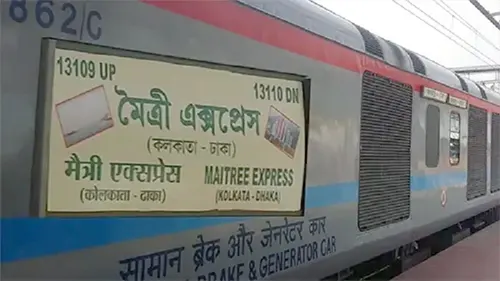 862/C
13109 UP
13110 DN
মৈত্রী এক্সপ্রেস
(কলকাতা - ঢাকা)
मैत्री एक्सप्रेस
(कोलकाता - ढाका)
MAITREE EXPRESS
(KOLKATA - DHAKA)
सामान ब्रेक और जेनरेटर कार
BRAKE & GENERATOR CAR